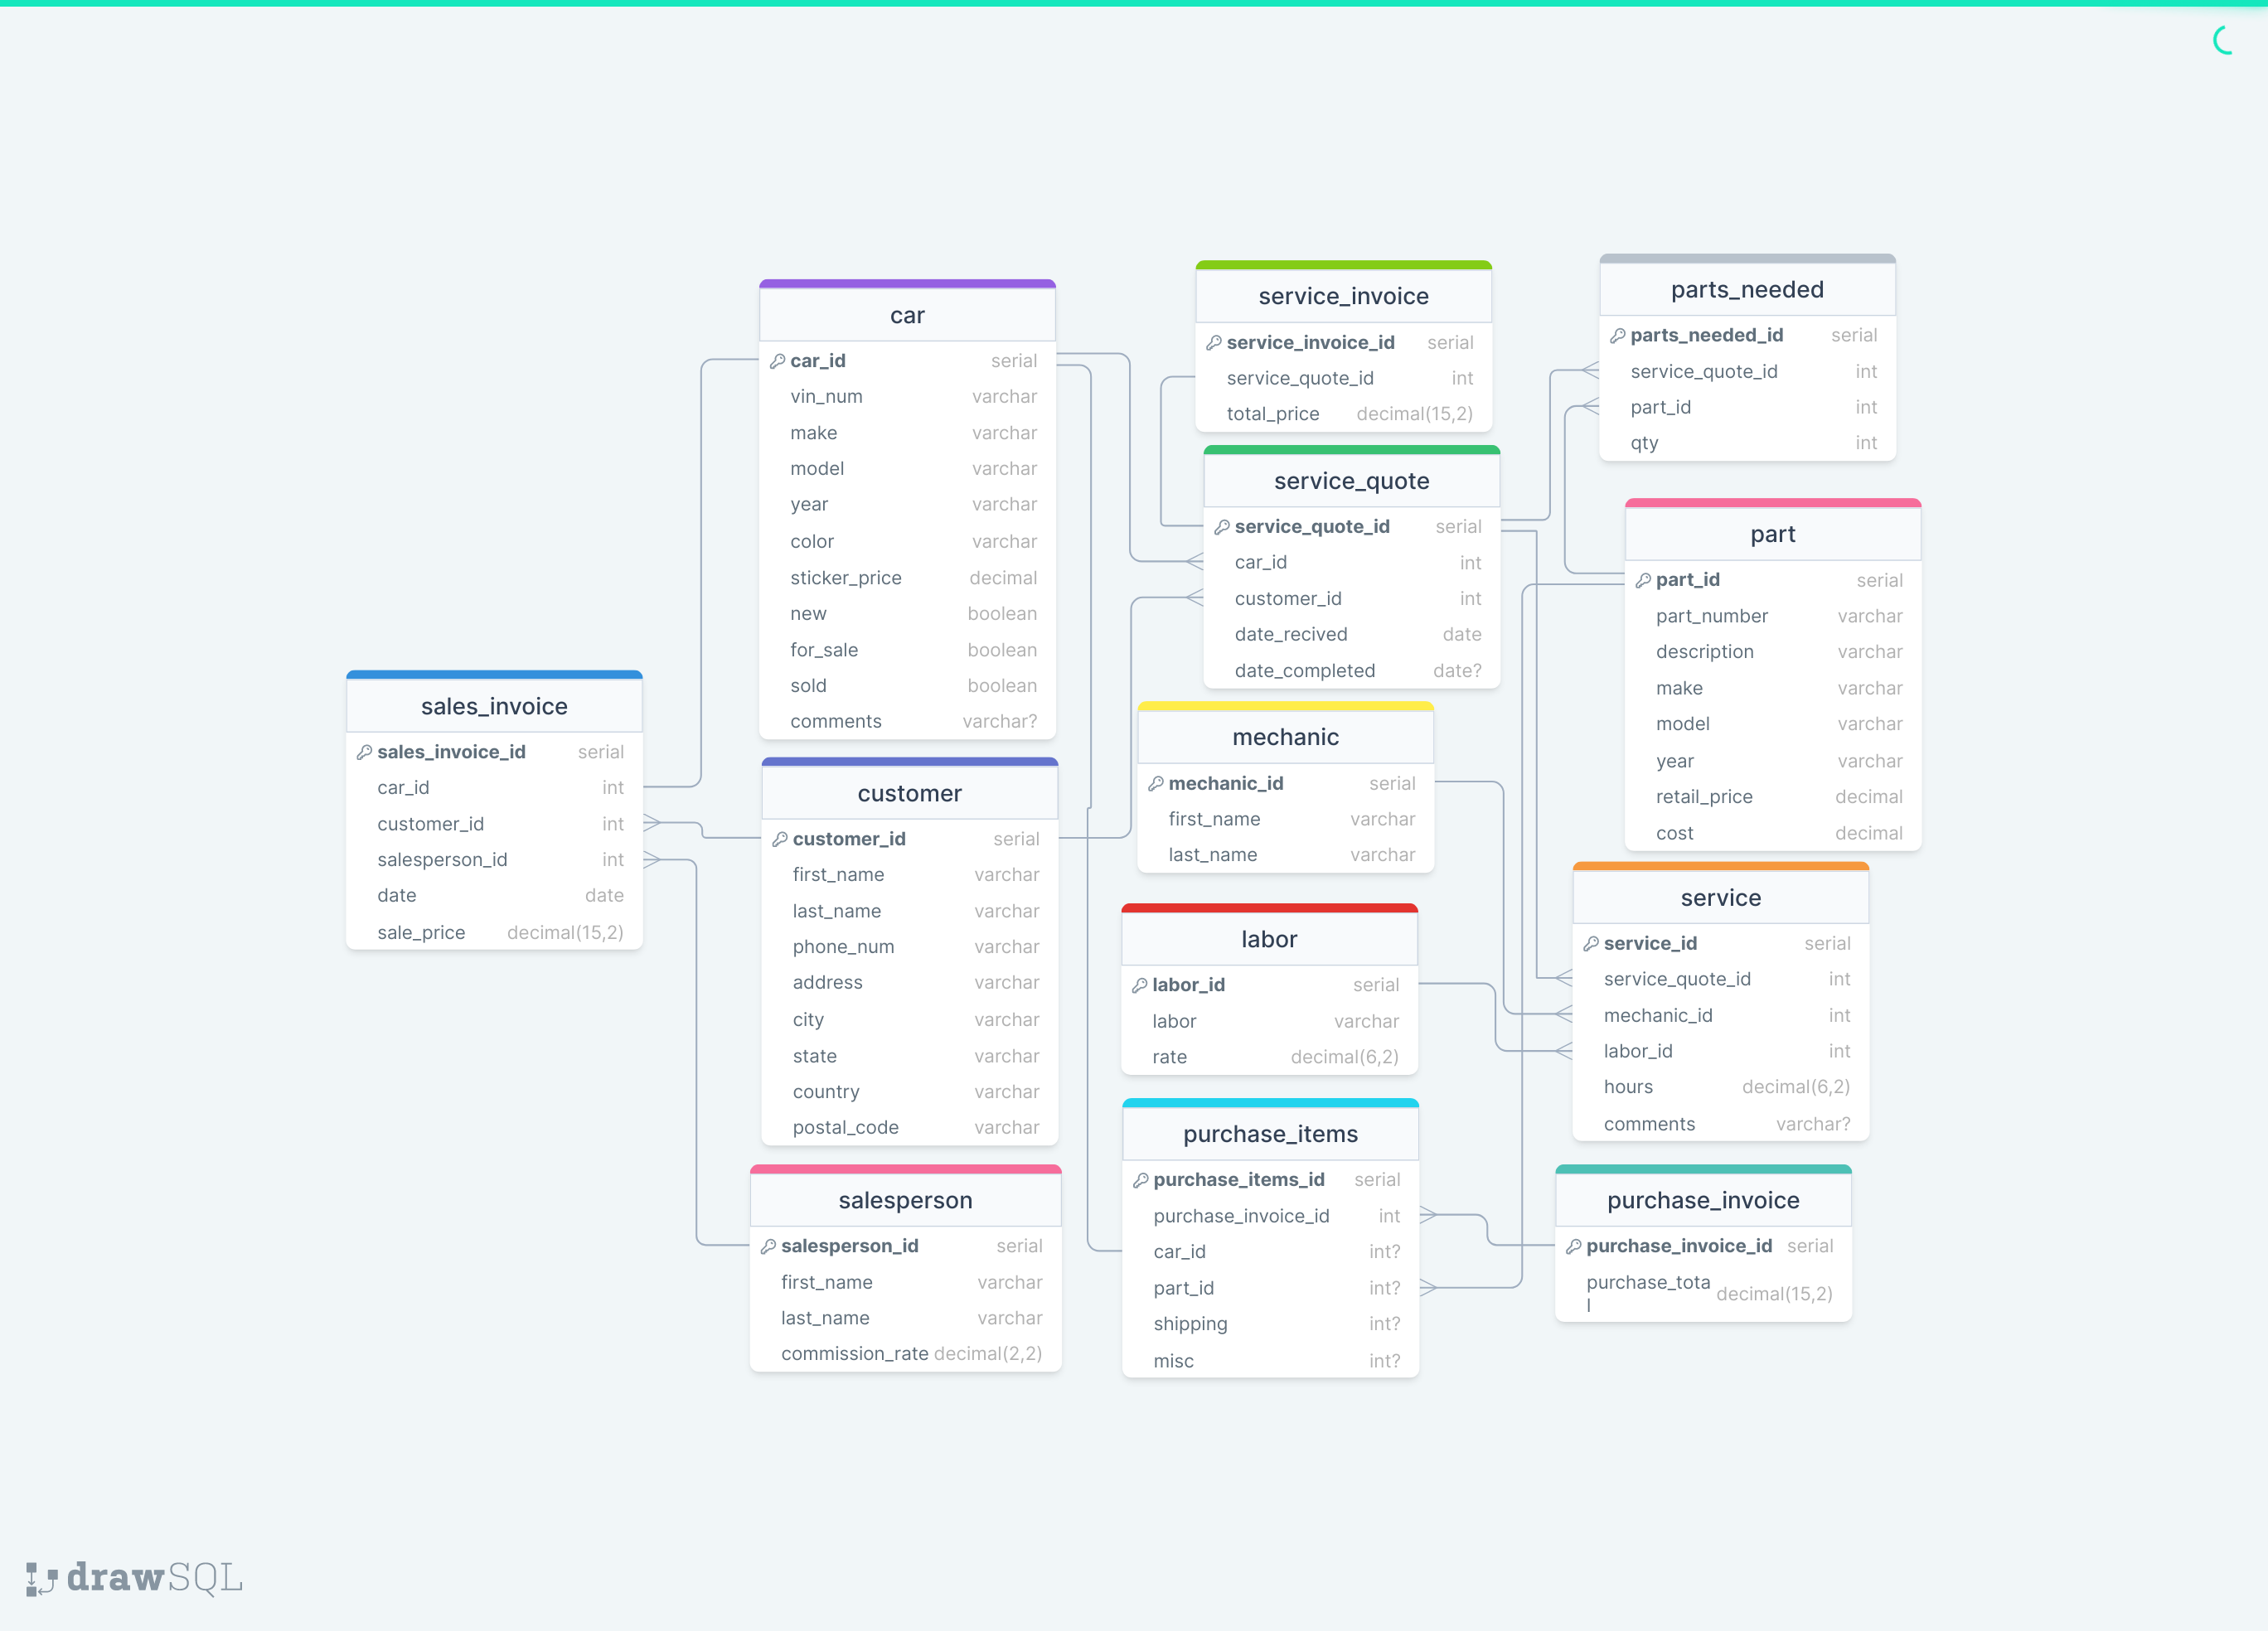 car
car_id serial
vin_num varchar
make varchar
model varchar
year varchar
color varchar
sticker_price decimal
new boolean
for_sale boolean
sold boolean
comments varchar?
service_invoice
service_invoice_id serial
service_quote_id int
total_price decimal(15,2)
parts_needed
parts_needed_id serial
service_quote_id int
part_id int
qty int
service_quote
service_quote_id serial
car_id int
customer_id int
date_recived date
date_completed date?
part
part_id serial
part_number varchar
description varchar
make varchar
model varchar
year varchar
retail_price decimal
cost decimal
sales_invoice
sales_invoice_id serial
car_id int
customer_id int
salesperson_id int
date date
sale_price decimal(15,2)
customer
customer_id serial
first_name varchar
last_name varchar
phone_num varchar
address varchar
city varchar
state varchar
country varchar
postal_code varchar
mechanic
mechanic_id serial
first_name varchar
last_name varchar
labor
labor_id serial
labor varchar
rate decimal(6,2)
service
service_id serial
service_quote_id int
mechanic_id int
labor_id int
hours decimal(6,2)
comments varchar?
salesperson
salesperson_id serial
first_name varchar
last_name varchar
commission_rate decimal(2,2)
purchase_items
purchase_items_id serial
purchase_invoice_id int
car_id int?
part_id int?
shipping int?
misc int?
purchase_invoice
purchase_invoice_id serial
purchase_tota decimal(15,2)
l
drawSQL